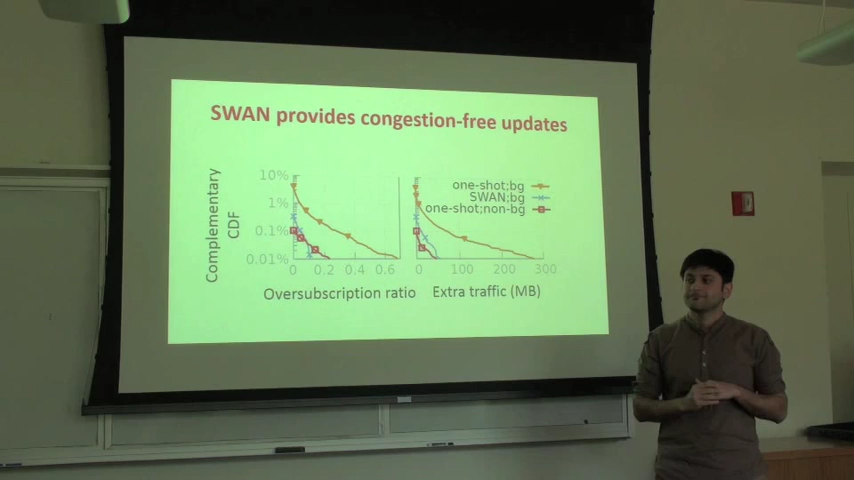 SWAN provides congestion-free updates
Complementary
CDF
10%
1%
0.1%
0.01%
0 0.2 0.4 0.6
Oversubscription ratio
one-shot;bg
SWAN;bg
one-shot;non-bg
0 100 200 300
Extra traffic (MB)